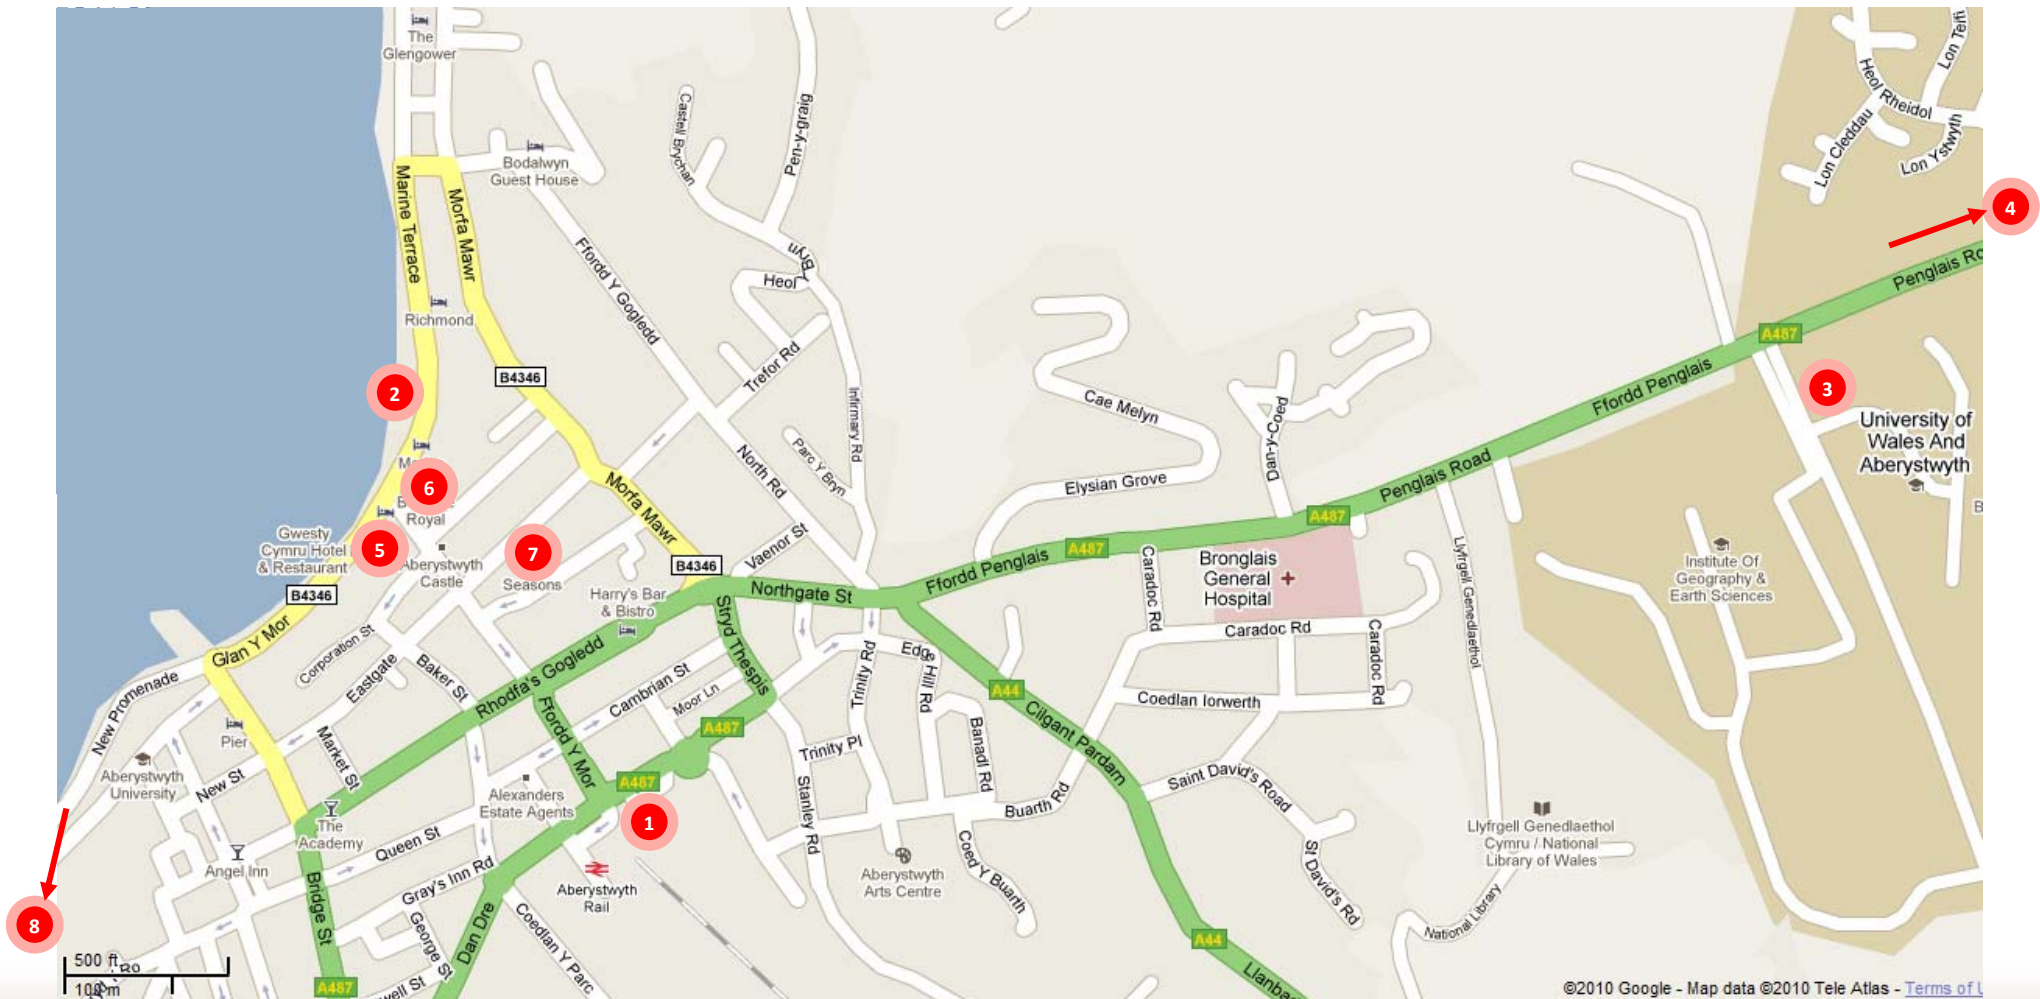 The
Glengower
Bodalwyn
Guest House
Castell Brychan
Pen-y-graig
Heol Rheidol
Lon Cleddau
Lon Ystwyth
Marine Terrace
Morfa Mawr
Ffordd Y Gogledd
Y Bryn
Heol
4
Penglais
A487
Richmond
B4346
Trefor Rd
Infirmary Rd
2
3
Cae Melyn
Dan-y-Coed
Ffordd Penglais
University of
Wales And
Aberystwyth
North Rd
Parc Y Bryn
Elysian Grove
Penglais Road
6
Royal
Morfa Mawr
A487
Gwesty
Cymru Hotel
& Restaurant
5
Aberystwyth
Castle
7
Seasons
B4346
Vaenor St
A487
Ffordd Penglais
Northgate St
Caradoc Rd
Bronglais
General
Hospital
Llyfrgell Genedlaethol
Institute Of
Geography &
Earth Sciences
B4346
Harry's Bar
& Bistro
Glan Y Mor
Corporation St
Eastgate
Baker St
Rhodfa's Gogledd
Stryd Thespis
Cambrian St
Moor Ln
Trinity Rd
Edge Hill Rd
Caradoc Rd
Caradoc Rd
A44
Coedlan Iorwerth
New Promenade
Pier
Market St
Ffordd Y Mor
A487
Trinity Pl
Banadl Rd
Cilgant Padarn
Aberystwyth
University
New St
Alexanders
Estate Agents
A487
Stanley Rd
Buarth Rd
Saint David's Road
1
The
Academy
Angel Inn
Queen St
Gray's Inn Rd
Aberystwyth
Rail
Aberystwyth
Arts Centre
Coed Y Buarth
St David's Rd
Llyfrgell Genedlaethol
Cymru / National
Library of Wales
National Library
8
Bridge St
George St
Dan Dre
Coedlan Y Parc
A44
500 ft
100 m
A487
©2010 Google - Map data ©2010 Tele Atlas - Terms of